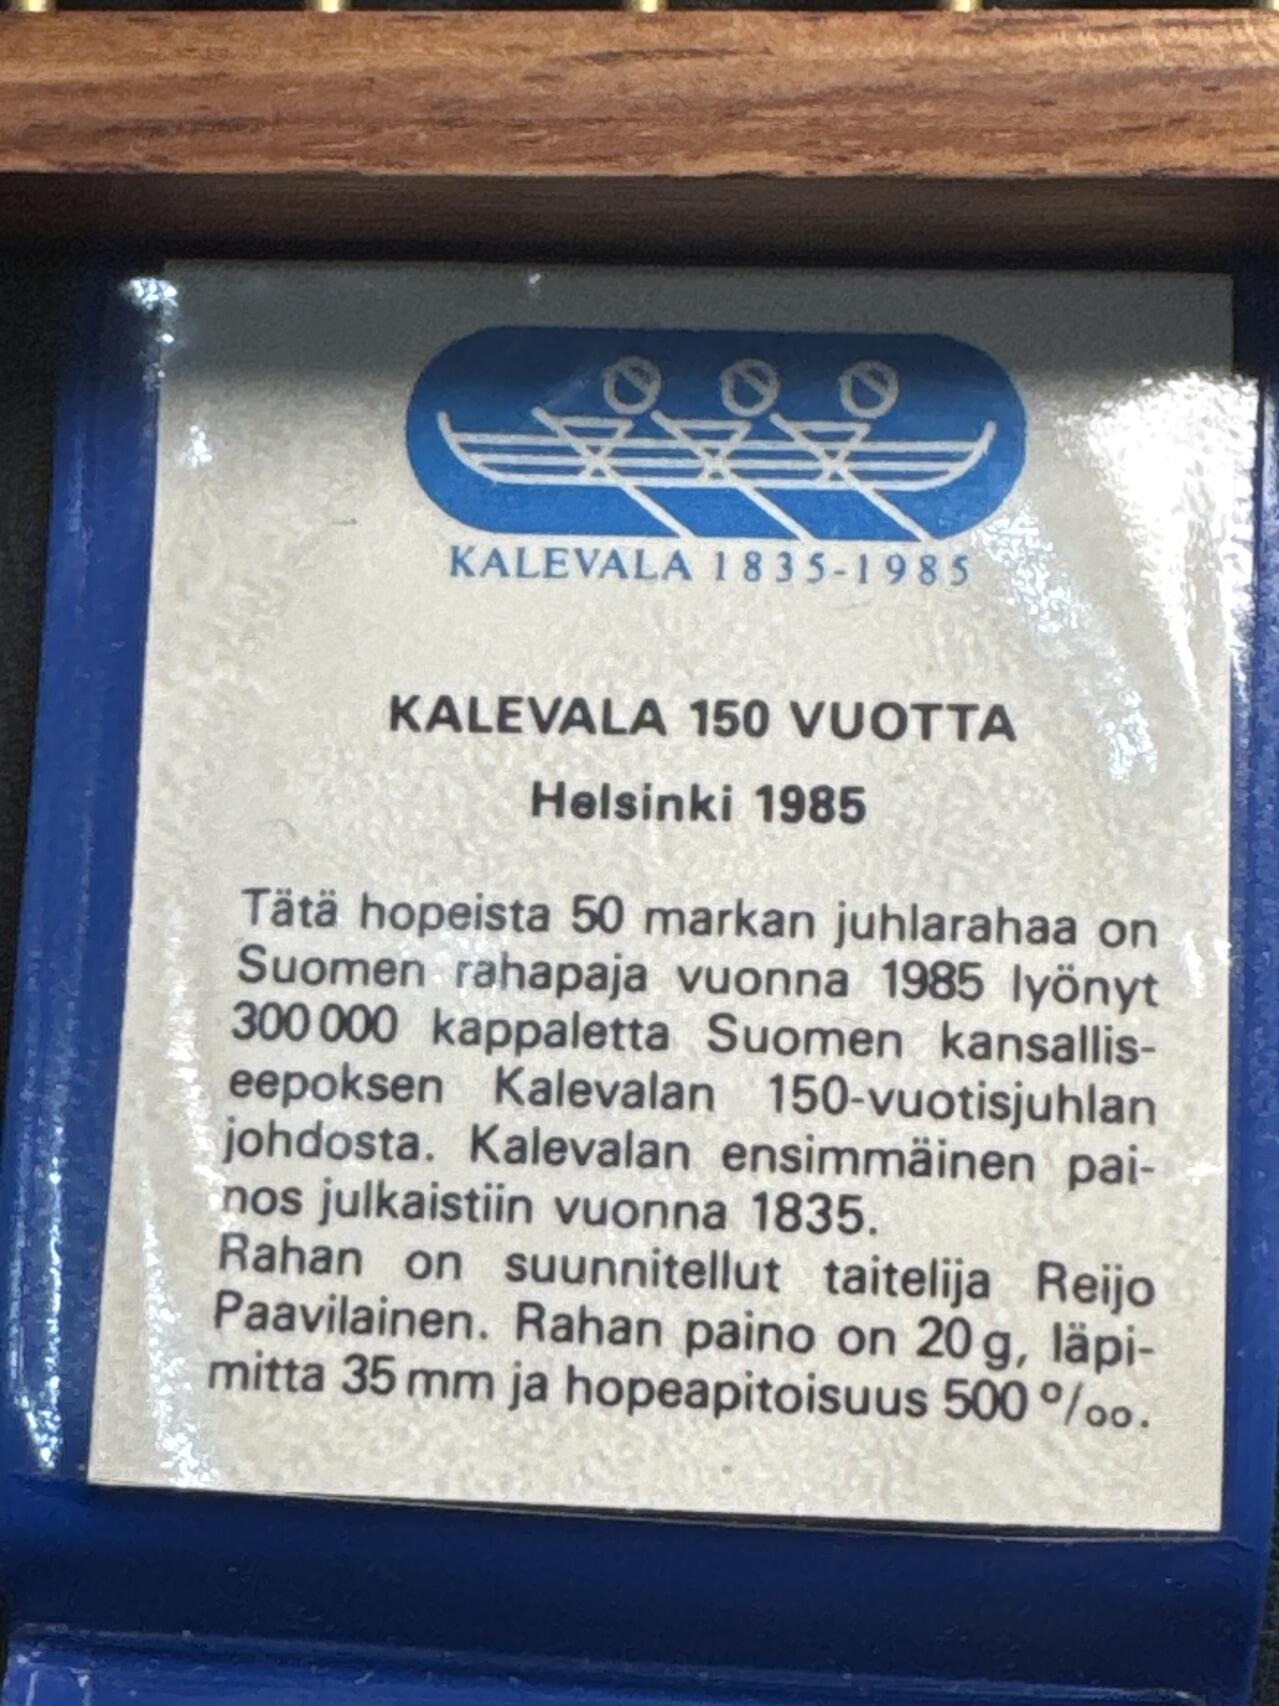 KALEVALA 1835-1985
KALEVALA 150 VUOTTA
Helsinki 1985
Tätä hopeista 50 markan juhlarahaa on
Suomen rahapaja vuonna 1985 lyönyt
300 000 kappaletta Suomen kansallis-
eepoksen Kalevalan 150-vuotisjuhlan
johdosta. Kalevalan ensimmäinen pai-
nos julkaistiin vuonna 1835.
Rahan on suunnitellut taitelija Reijo
Paavilainen. Rahan paino on 20 g, läpi-
mitta 35 mm ja hopeapitoisuus 500 ‰.